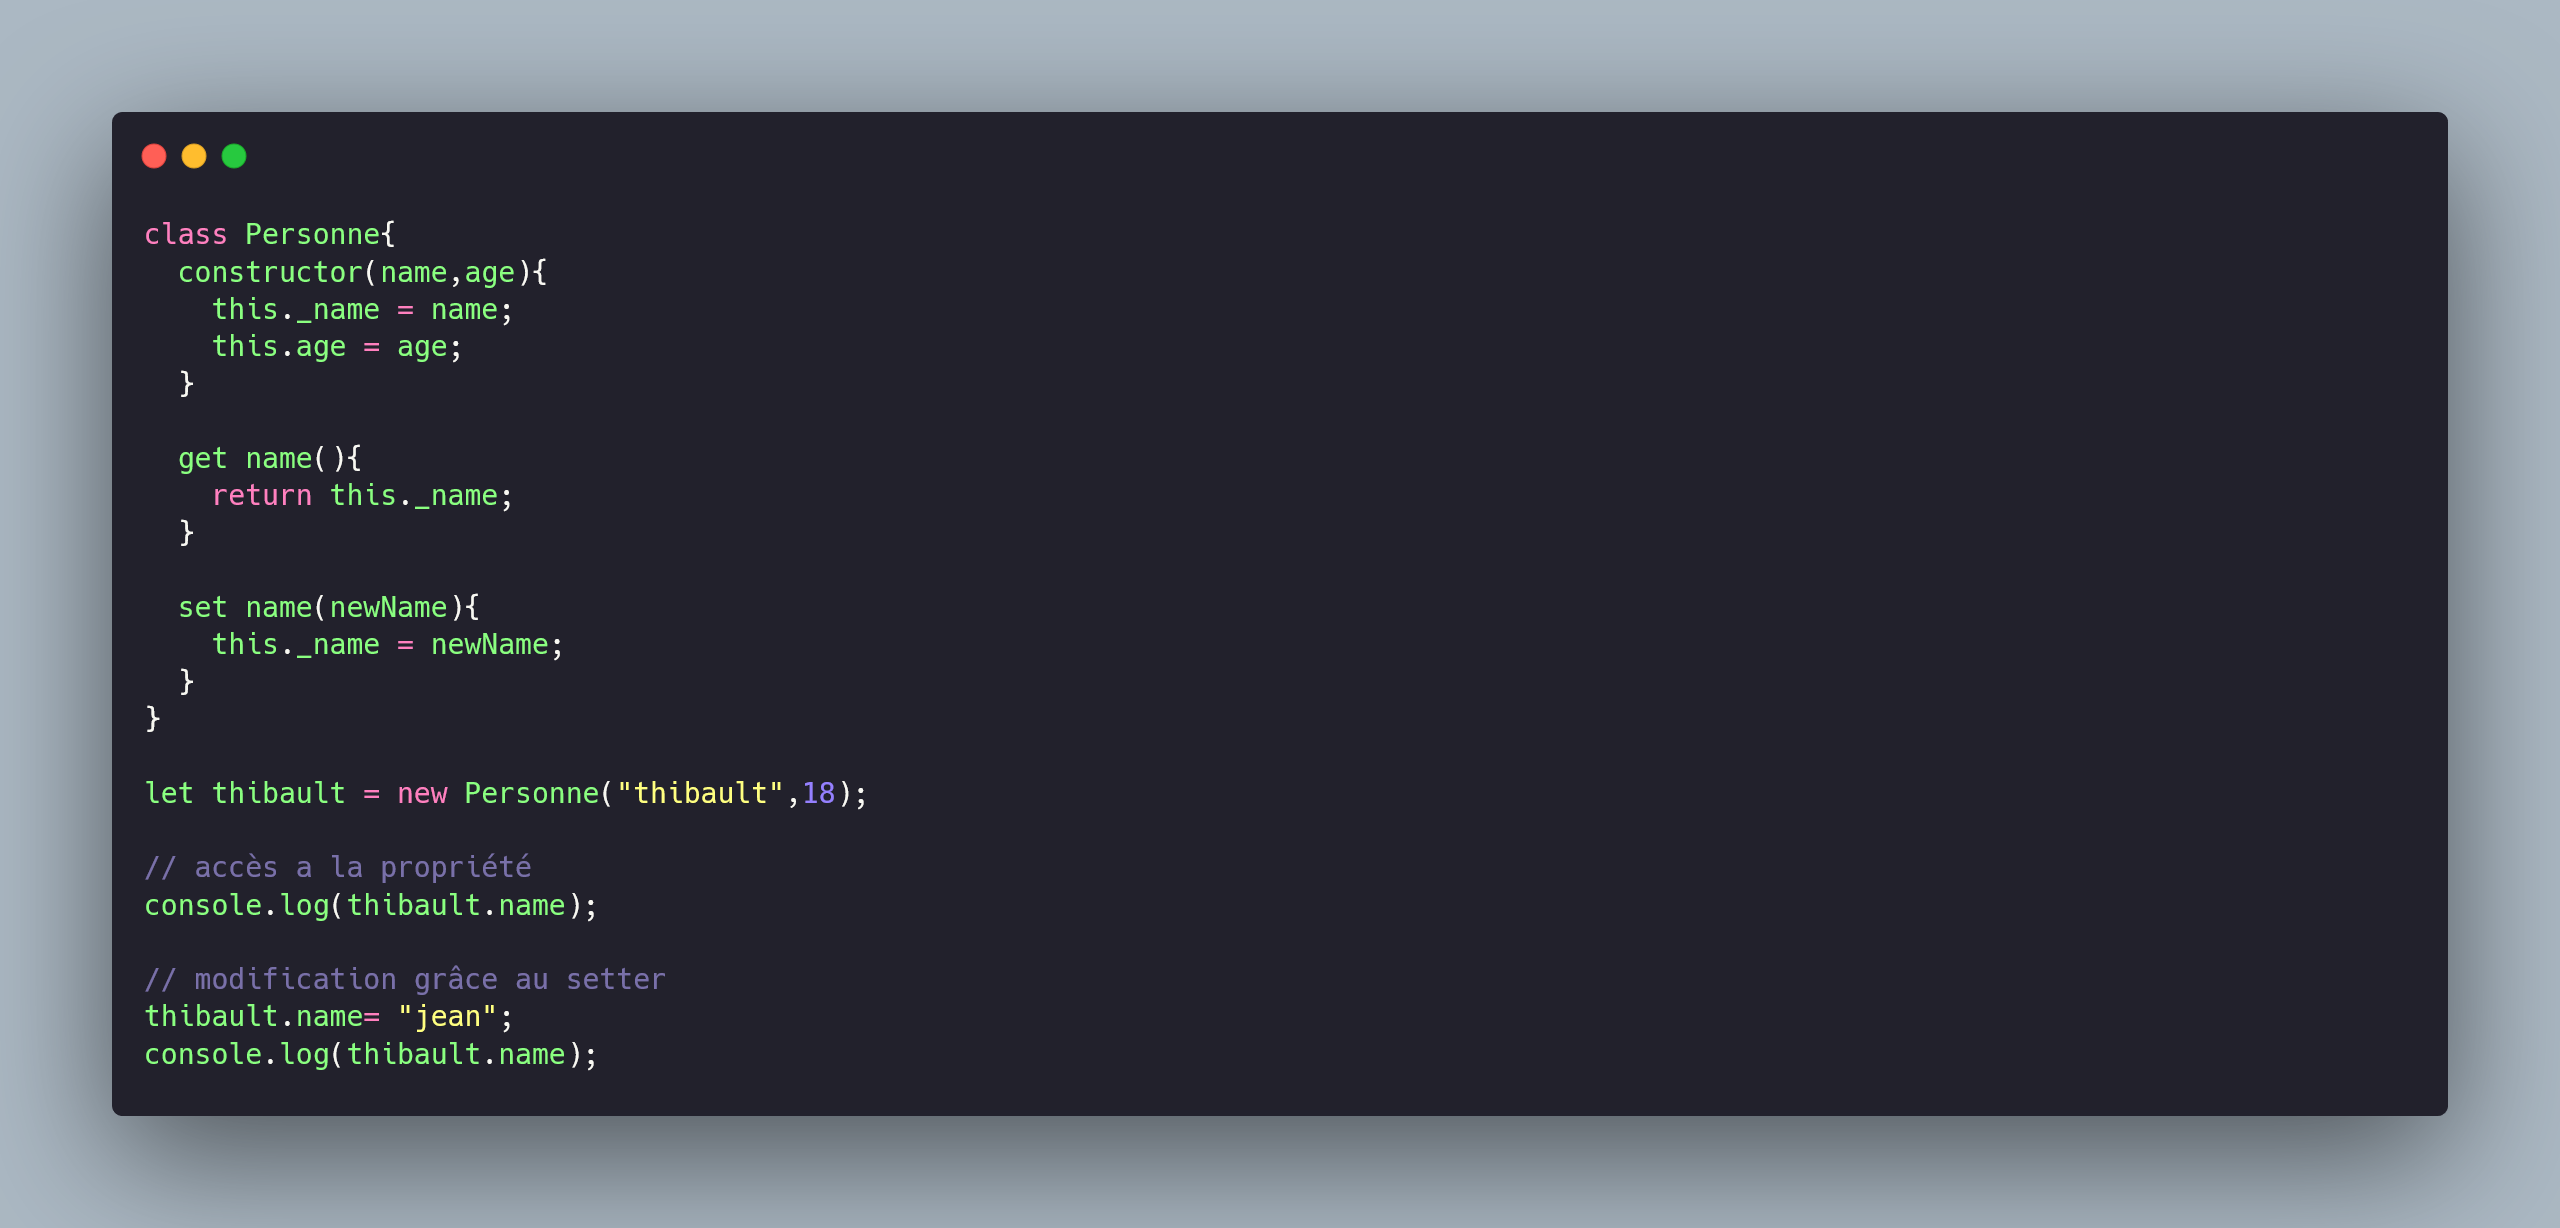 class Personne{
  constructor(name,age){
    this._name = name;
    this.age = age;
  }

  get name(){
    return this._name;
  }

  set name(newName){
    this._name = newName;
  }
}

let thibault = new Personne("thibault",18);

// accès a la propriété
console.log(thibault.name);

// modification grâce au setter
thibault.name= "jean";
console.log(thibault.name);